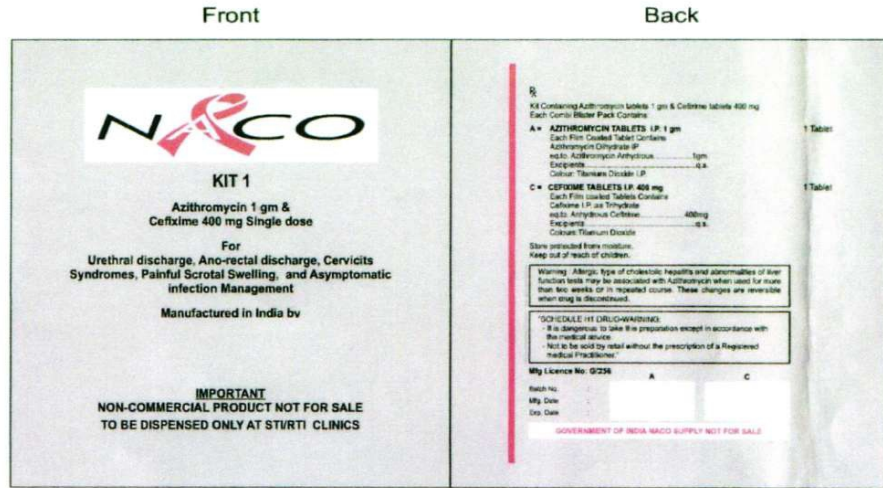 Front
NACO
KIT 1
Azithromycin 1 gm &
Cefixime 400 mg Single dose
For
Urethral discharge, Ano-rectal discharge, Cervicits
Syndromes, Painful Scrotal Swelling, and Asymptomatic
infection Management
Manufactured in India by
IMPORTANT
NON-COMMERCIAL PRODUCT NOT FOR SALE
TO BE DISPENSED ONLY AT STI/RTI CLINICS
Back
℞
Kit Containing Azithromycin tablets 1 gm & Cefixime tablets 400 mg
Each Combi Blister Pack Contains:
A = AZITHROMYCIN TABLETS I.P. 1 gm 1 Tablet
Each Film Coated Tablet Contains
Azithromycin Dihydrate IP
eq.to. Azithromycin Anhydrous..................1gm
Excipients..................q.s.
Colour: Titanium Dioxide I.P.
C = CEFIXIME TABLETS I.P. 400 mg 1 Tablet
Each Film coated Tablets Contains
Cefixime I.P. as Trihydrate
eq.to. Anhydrous Cefixime..................400mg
Excipients..................q.s.
Colours: Titanium Dioxide
Store protected from moisture.
Keep out of reach of children.
Warning: Allergic type of cholestolic hepatitis and abnormalities of liver
function tests may be associated with Azithromycin when used for more
than two weeks or in repeated course. These changes are reversible
when drug is discontinued.
"SCHEDULE H1 DRUG-WARNING:
- It is dangerous to take this preparation except in accordance with
the medical advice.
- Not to be sold by retail without the prescription of a Registered
medical Practitioner."
Mfg Licence No. G/256
A C
Batch No. :
Mfg. Date :
Exp. Date :
GOVERNMENT OF INDIA NACO SUPPLY NOT FOR SALE